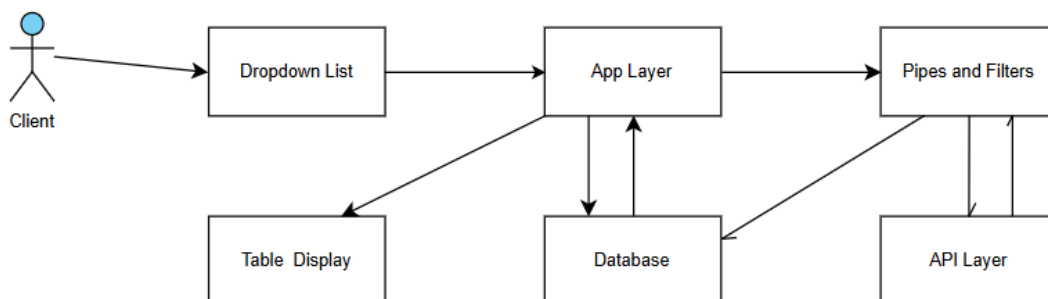 Client
Dropdown List
App Layer
Pipes and Filters
Table Display
Database
API Layer